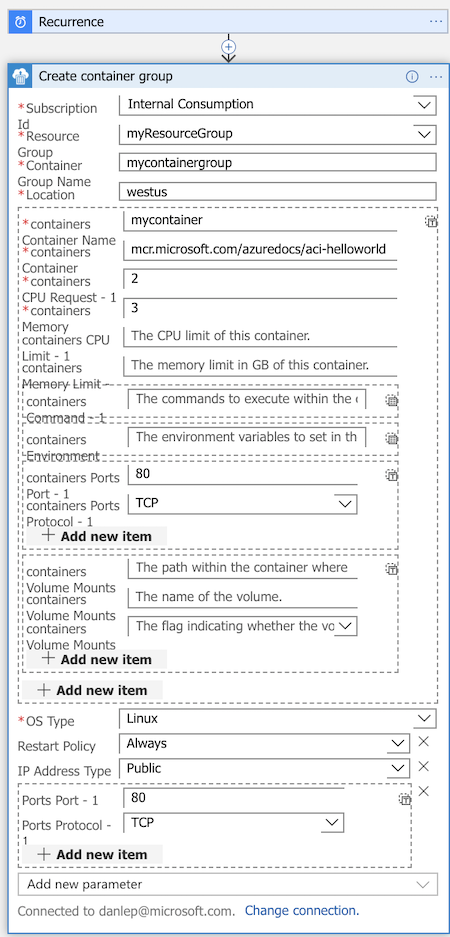 Recurrence
Create container group
*Subscription Id
Internal Consumption
*Resource Group
myResourceGroup
*Container Group Name
mycontainergroup
*Location
westus
*containers Container Name
mycontainer
*containers Container
mcr.microsoft.com/azuredocs/aci-helloworld
*containers CPU Request - 1
2
*containers Memory
3
containers CPU Limit - 1
The CPU limit of this container.
containers Memory Limit -
The memory limit in GB of this container.
containers Command - 1
The commands to execute within the
containers Environment
The environment variables to set in th
containers Ports Port - 1
80
containers Ports Protocol - 1
TCP
Add new item
containers Volume Mounts
The path within the container where
containers Volume Mounts
The name of the volume.
containers Volume Mounts
The flag indicating whether the vo
Add new item
Add new item
*OS Type
Linux
Restart Policy
Always
IP Address Type
Public
Ports Port - 1
80
Ports Protocol - 1
TCP
Add new item
Add new parameter
Connected to danlep@microsoft.com. Change connection.